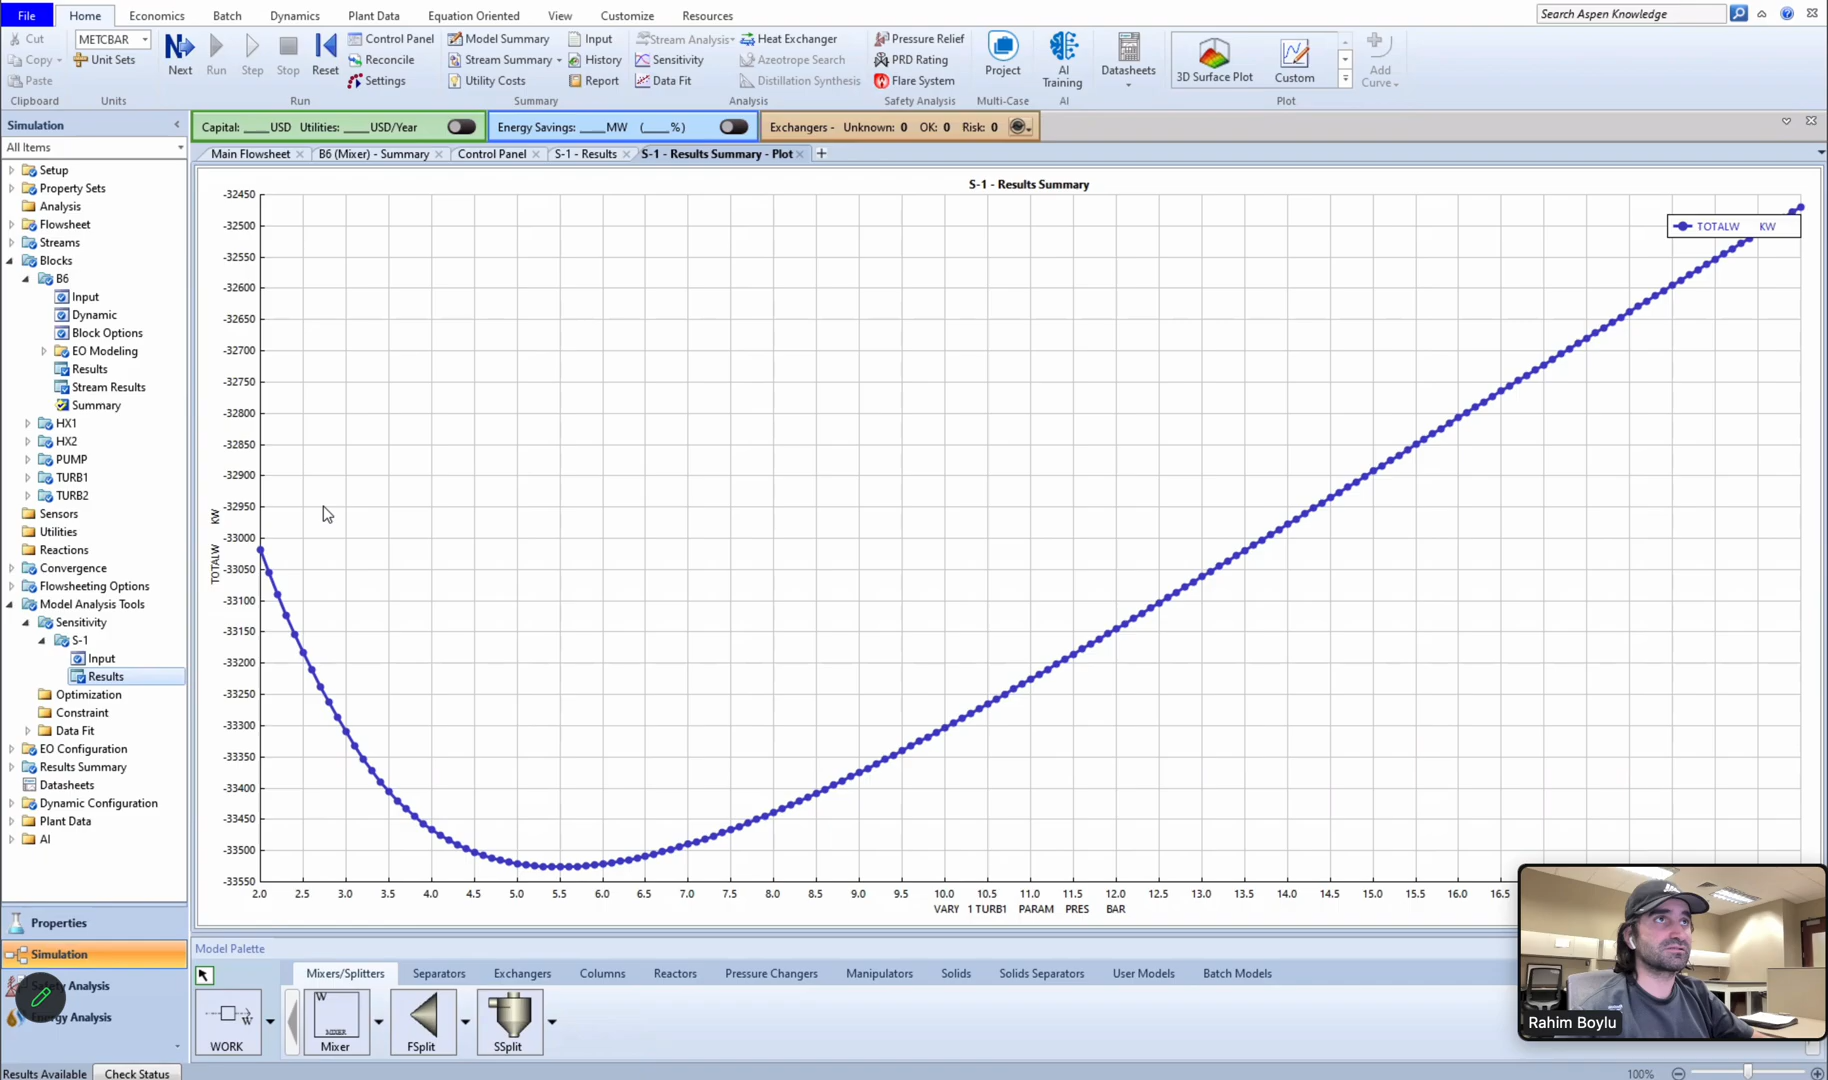 File Home Economics Batch Dynamics Plant Data Equation Oriented View Customize Resources Search Aspen Knowledge
Cut METCBAR Control Panel Model Summary Input Stream Analysis Heat Exchanger Pressure Relief
Copy Unit Sets Next Run Step Stop Reset Reconcile Stream Summary History Sensitivity Azeotrope Search PRD Rating Project AI Training Datasheets 3D Surface Plot Custom Add Curve
Paste Settings Utility Costs Report Data Fit Distillation Synthesis Flare System
Clipboard Units Run Summary Analysis Safety Analysis Multi-Case AI Plot
Simulation
Capital: ____USD Utilities: ____USD/Year Energy Savings: ____MW (____%) Exchangers - Unknown: 0 OK: 0 Risk: 0
All Items
Main Flowsheet B6 (Mixer) - Summary Control Panel S-1 - Results S-1 - Results Summary - Plot
Setup
Property Sets
Analysis
Flowsheet
Streams
Blocks
B6
Input
Dynamic
Block Options
EO Modeling
Results
Stream Results
Summary
HX1
HX2
PUMP
TURB1
TURB2
Sensors
Utilities
Reactions
Convergence
Flowsheeting Options
Model Analysis Tools
Sensitivity
S-1
Input
Results
Optimization
Constraint
Data Fit
EO Configuration
Results Summary
Datasheets
Dynamic Configuration
Plant Data
AI
Properties
Simulation
Safety Analysis
Energy Analysis
S-1 - Results Summary
TOTALW KW
-32450
-32500
-32550
-32600
-32650
-32700
-32750
-32800
-32850
-32900
-32950
-33000
-33050
-33100
-33150
-33200
-33250
-33300
-33350
-33400
-33450
-33500
-33550
TOTALW KW
2.0 2.5 3.0 3.5 4.0 4.5 5.0 5.5 6.0 6.5 7.0 7.5 8.0 8.5 9.0 9.5 10.0 10.5 11.0 11.5 12.0 12.5 13.0 13.5 14.0 14.5 15.0 15.5 16.0 16.5
VARY 1 TURB1 PARAM PRES BAR
Model Palette
Mixers/Splitters Separators Exchangers Columns Reactors Pressure Changers Manipulators Solids Solids Separators User Models Batch Models
W W MIXER
WORK Mixer FSplit SSplit
Rahim Boylu
Results Available Check Status 100%